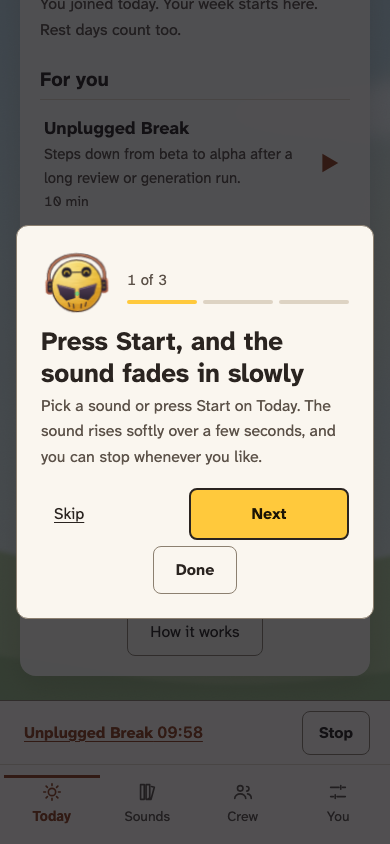 You joined today. Your week starts here.
Rest days count too.
For you
Unplugged Break
Steps down from beta to alpha after a
long review or generation run.
10 min
1 of 3
Press Start, and the
sound fades in slowly
Pick a sound or press Start on Today. The
sound rises softly over a few seconds, and
you can stop whenever you like.
Skip
Next
Done
How it works
Unplugged Break 09:58
Stop
Today
Sounds
Crew
You